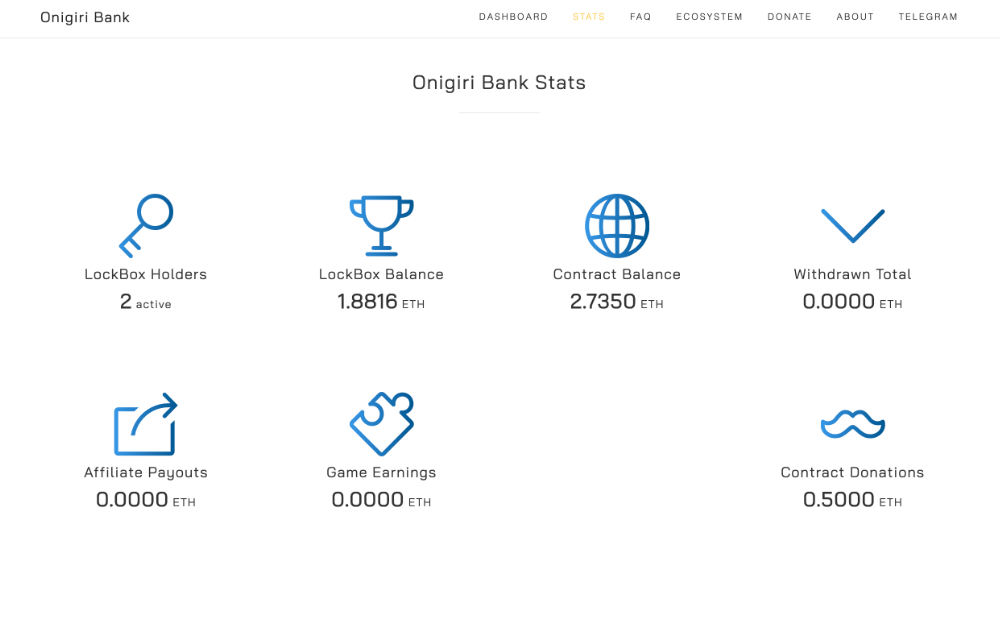 Onigiri Bank
DASHBOARD STATS FAQ ECOSYSTEM DONATE ABOUT TELEGRAM
Onigiri Bank Stats
LockBox Holders
2 active
LockBox Balance
1.8816 ETH
Contract Balance
2.7350 ETH
Withdrawn Total
0.0000 ETH
Affiliate Payouts
0.0000 ETH
Game Earnings
0.0000 ETH
Contract Donations
0.5000 ETH